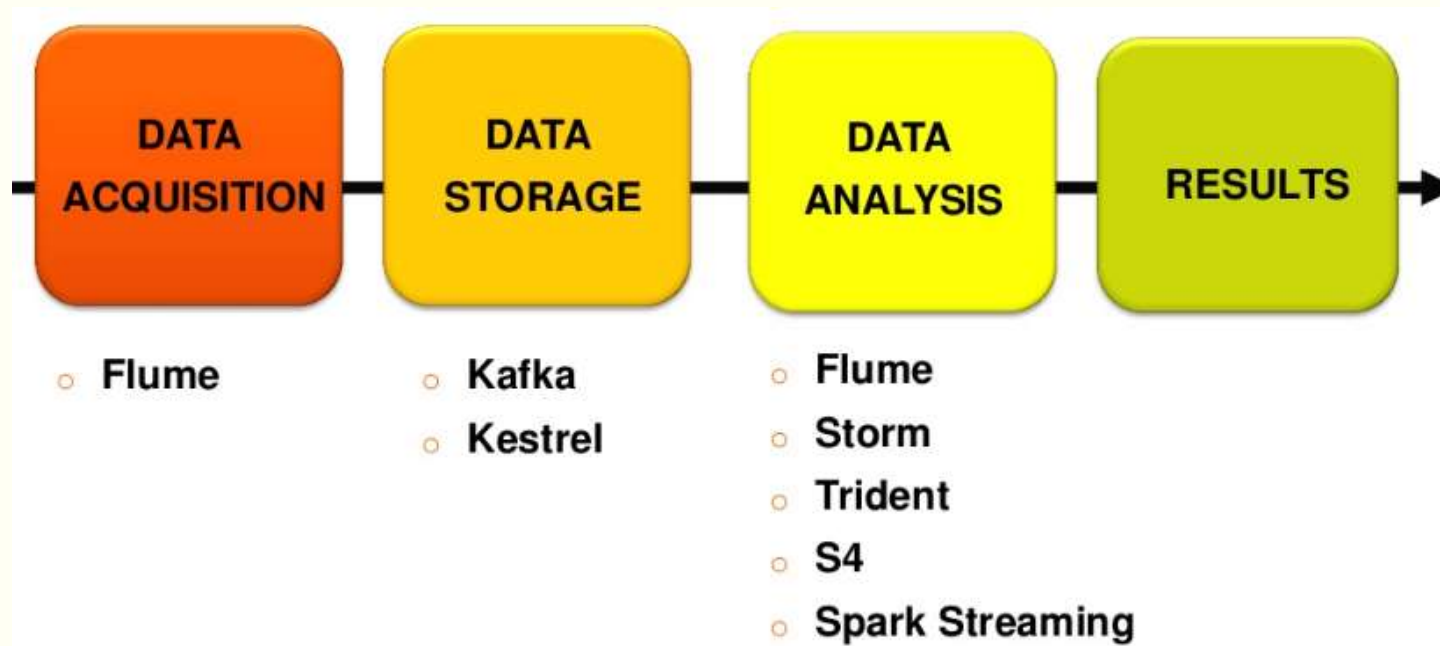 DATA
ACQUISITION
DATA
STORAGE
DATA
ANALYSIS
RESULTS
Flume
Kafka
Kestrel
Flume
Storm
Trident
S4
Spark Streaming